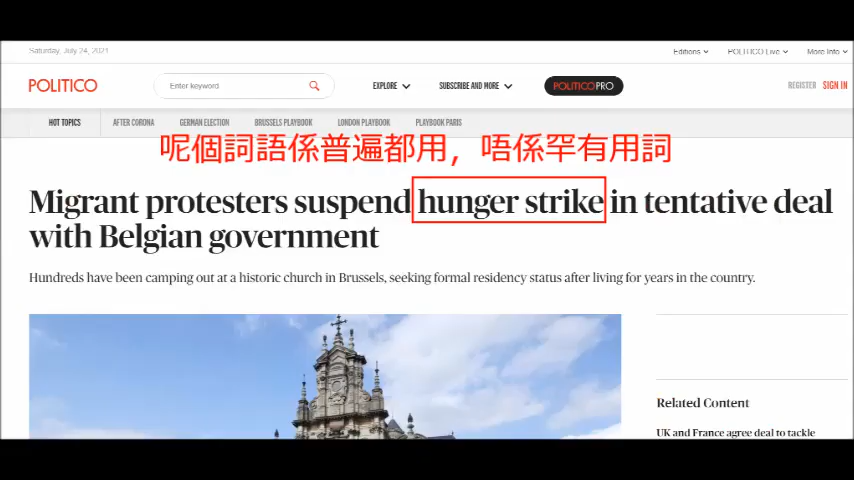 Saturday, July 24, 2021
Editions POLITICO Live More Info
POLITICO Enter keyword EXPLORE SUBSCRIBE AND MORE POLITICO PRO REGISTER SIGN IN
HOT TOPICS AFTER CORONA GERMAN ELECTION BRUSSELS PLAYBOOK LONDON PLAYBOOK PLAYBOOK PARIS
呢個詞語係普遍都用，唔係罕有用詞
Migrant protesters suspend hunger strike in tentative deal
with Belgian government
Hundreds have been camping out at a historic church in Brussels, seeking formal residency status after living for years in the country.
Related Content
UK and France agree deal to tackle